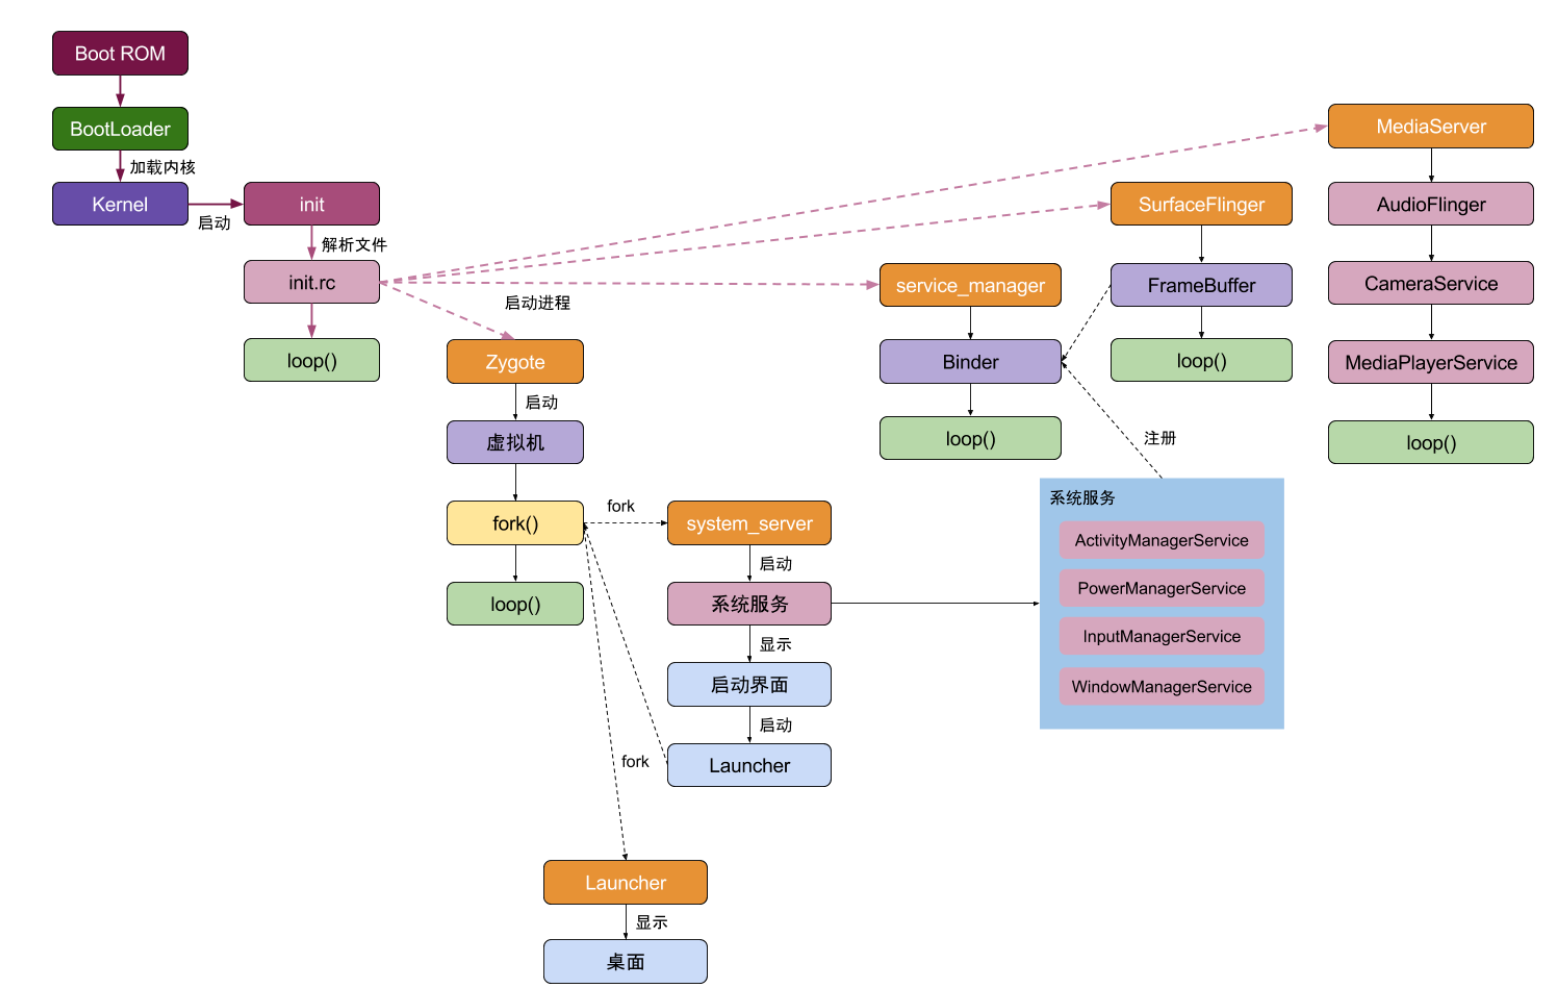 Boot ROM
BootLoader
加载内核
Kernel
启动
init
解析文件
init.rc
loop()
启动进程
Zygote
启动
虚拟机
fork()
loop()
fork
system_server
启动
系统服务
显示
启动界面
启动
Launcher
fork
Launcher
显示
桌面
service_manager
Binder
loop()
SurfaceFlinger
FrameBuffer
loop()
注册
系统服务
ActivityManagerService
PowerManagerService
InputManagerService
WindowManagerService
MediaServer
AudioFlinger
CameraService
MediaPlayerService
loop()